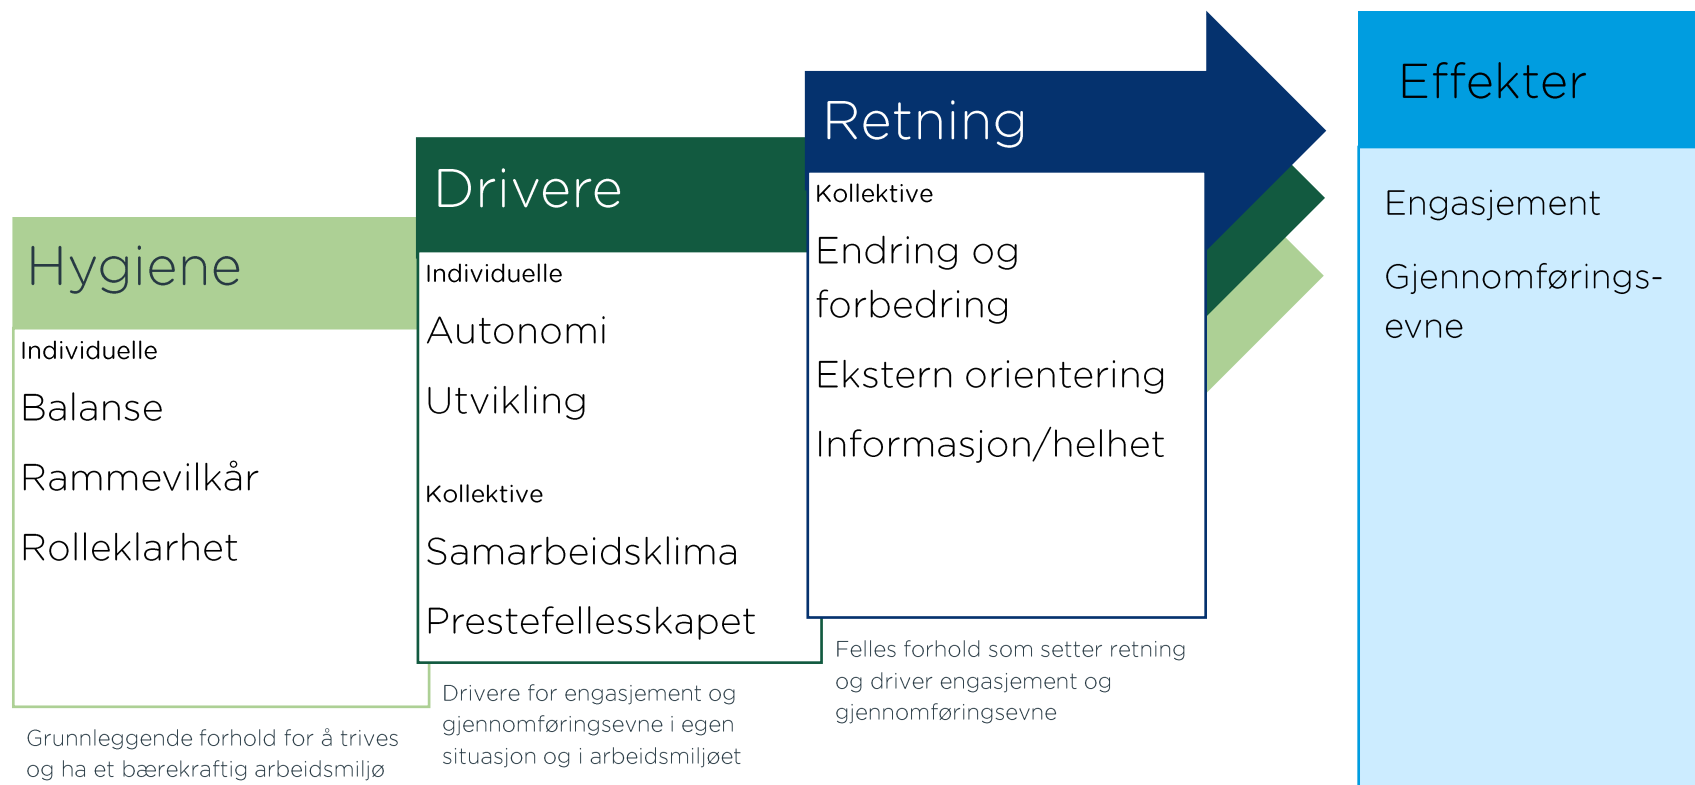 Hygiene
Individuelle
Balanse
Rammevilkår
Rolleklarhet
Grunnleggende forhold for å trives
og ha et bærekraftig arbeidsmiljø
Drivere
Individuelle
Autonomi
Utvikling
Kollektive
Samarbeidsklima
Prestefellesskapet
Drivere for engasjement og
gjennomføringsevne i egen
situasjon og i arbeidsmiljøet
Retning
Kollektive
Endring og
forbedring
Ekstern orientering
Informasjon/helhet
Felles forhold som setter retning
og driver engasjement og
gjennomføringsevne
Effekter
Engasjement
Gjennomførings-
evne